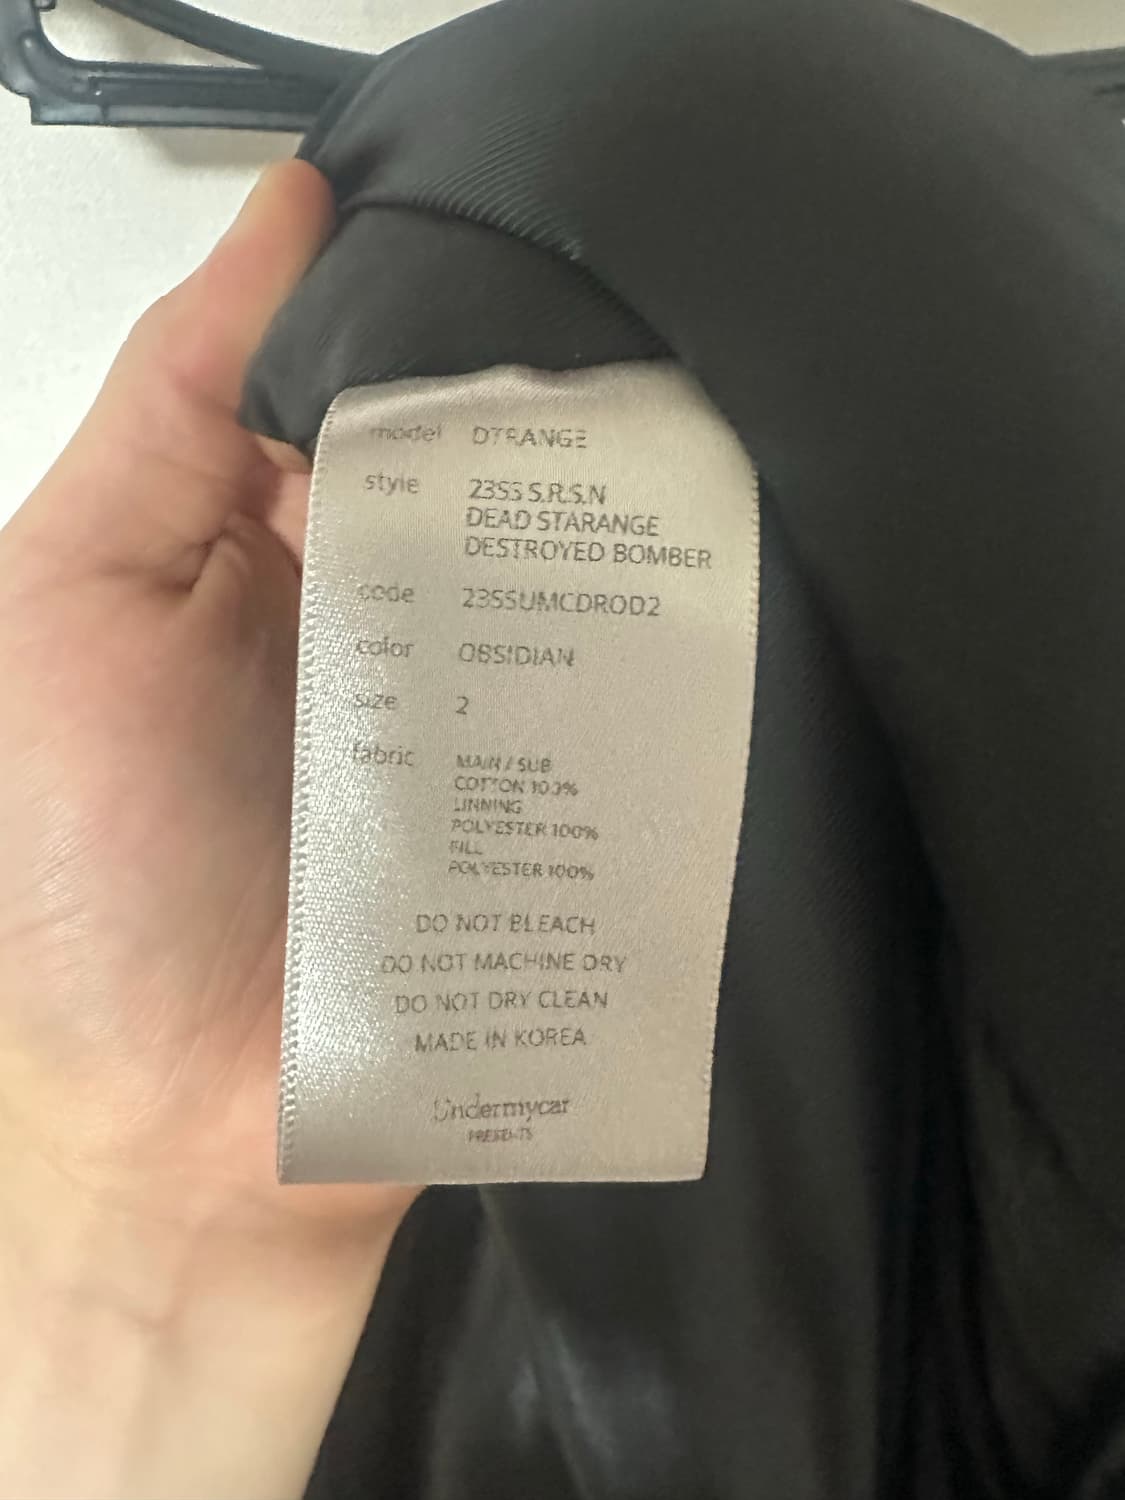 model DTRANGE
style 23SS S.R.S.N
DEAD STARANGE
DESTROYED BOMBER
code 23SSUMCDROD2
color OBSIDIAN
size 2
fabric MAIN / SUB
COTTON 100%
LINNING
POLYESTER 100%
FILL
POLYESTER 100%
DO NOT BLEACH
DO NOT MACHINE DRY
DO NOT DRY CLEAN
MADE IN KOREA
Undermycar
PRESENTS